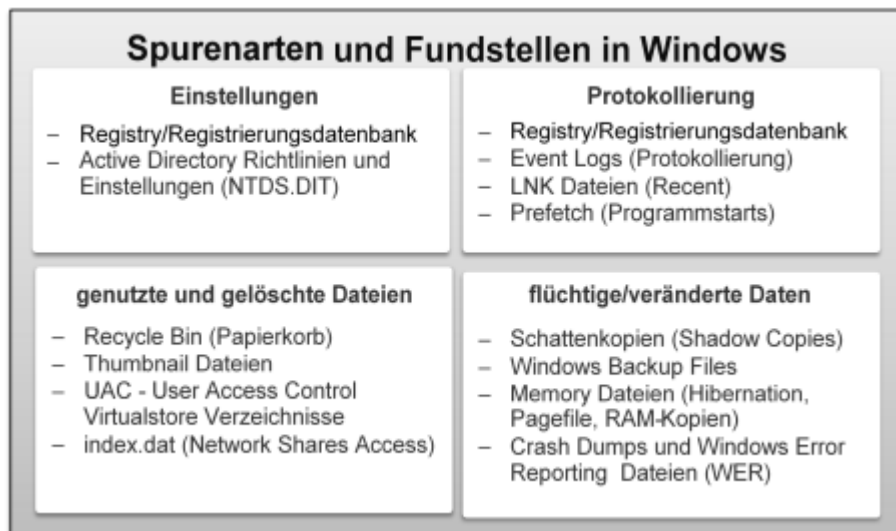 Spurenarten und Fundstellen in Windows
Einstellungen
– Registry/Registrierungsdatenbank
– Active Directory Richtlinien und
Einstellungen (NTDS.DIT)
Protokollierung
– Registry/Registrierungsdatenbank
– Event Logs (Protokollierung)
– LNK Dateien (Recent)
– Prefetch (Programmstarts)
genutzte und gelöschte Dateien
– Recycle Bin (Papierkorb)
– Thumbnail Dateien
– UAC - User Access Control
Virtualstore Verzeichnisse
– index.dat (Network Shares Access)
flüchtige/veränderte Daten
– Schattenkopien (Shadow Copies)
– Windows Backup Files
– Memory Dateien (Hibernation,
Pagefile, RAM-Kopien)
– Crash Dumps und Windows Error
Reporting Dateien (WER)